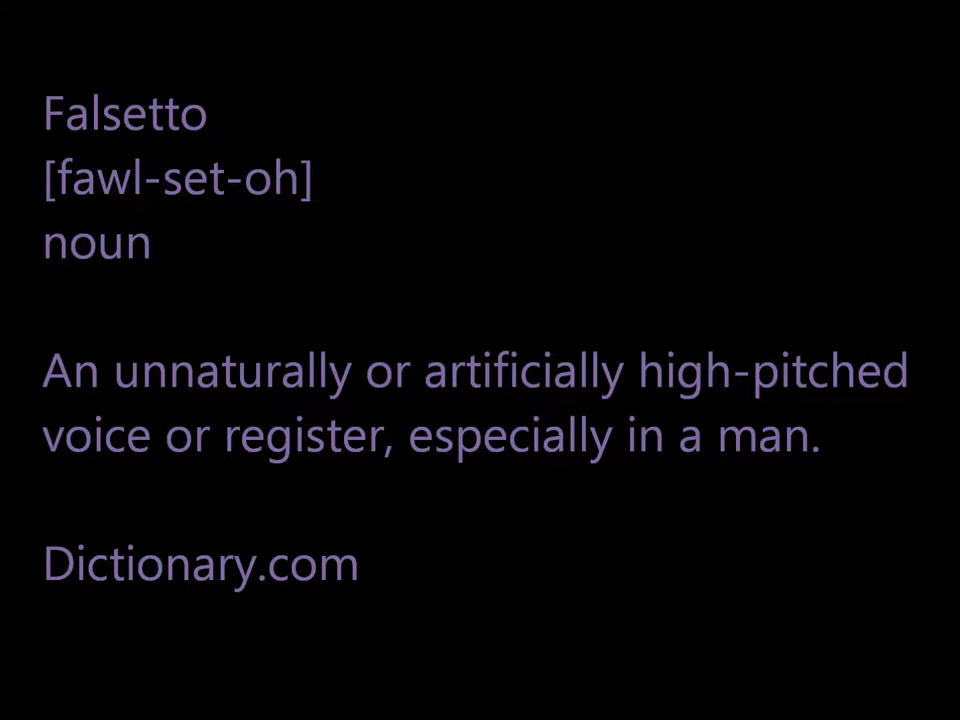 Falsetto
[fawl-set-oh]
noun
An unnaturally or artificially high-pitched
voice or register, especially in a man.
Dictionary.com